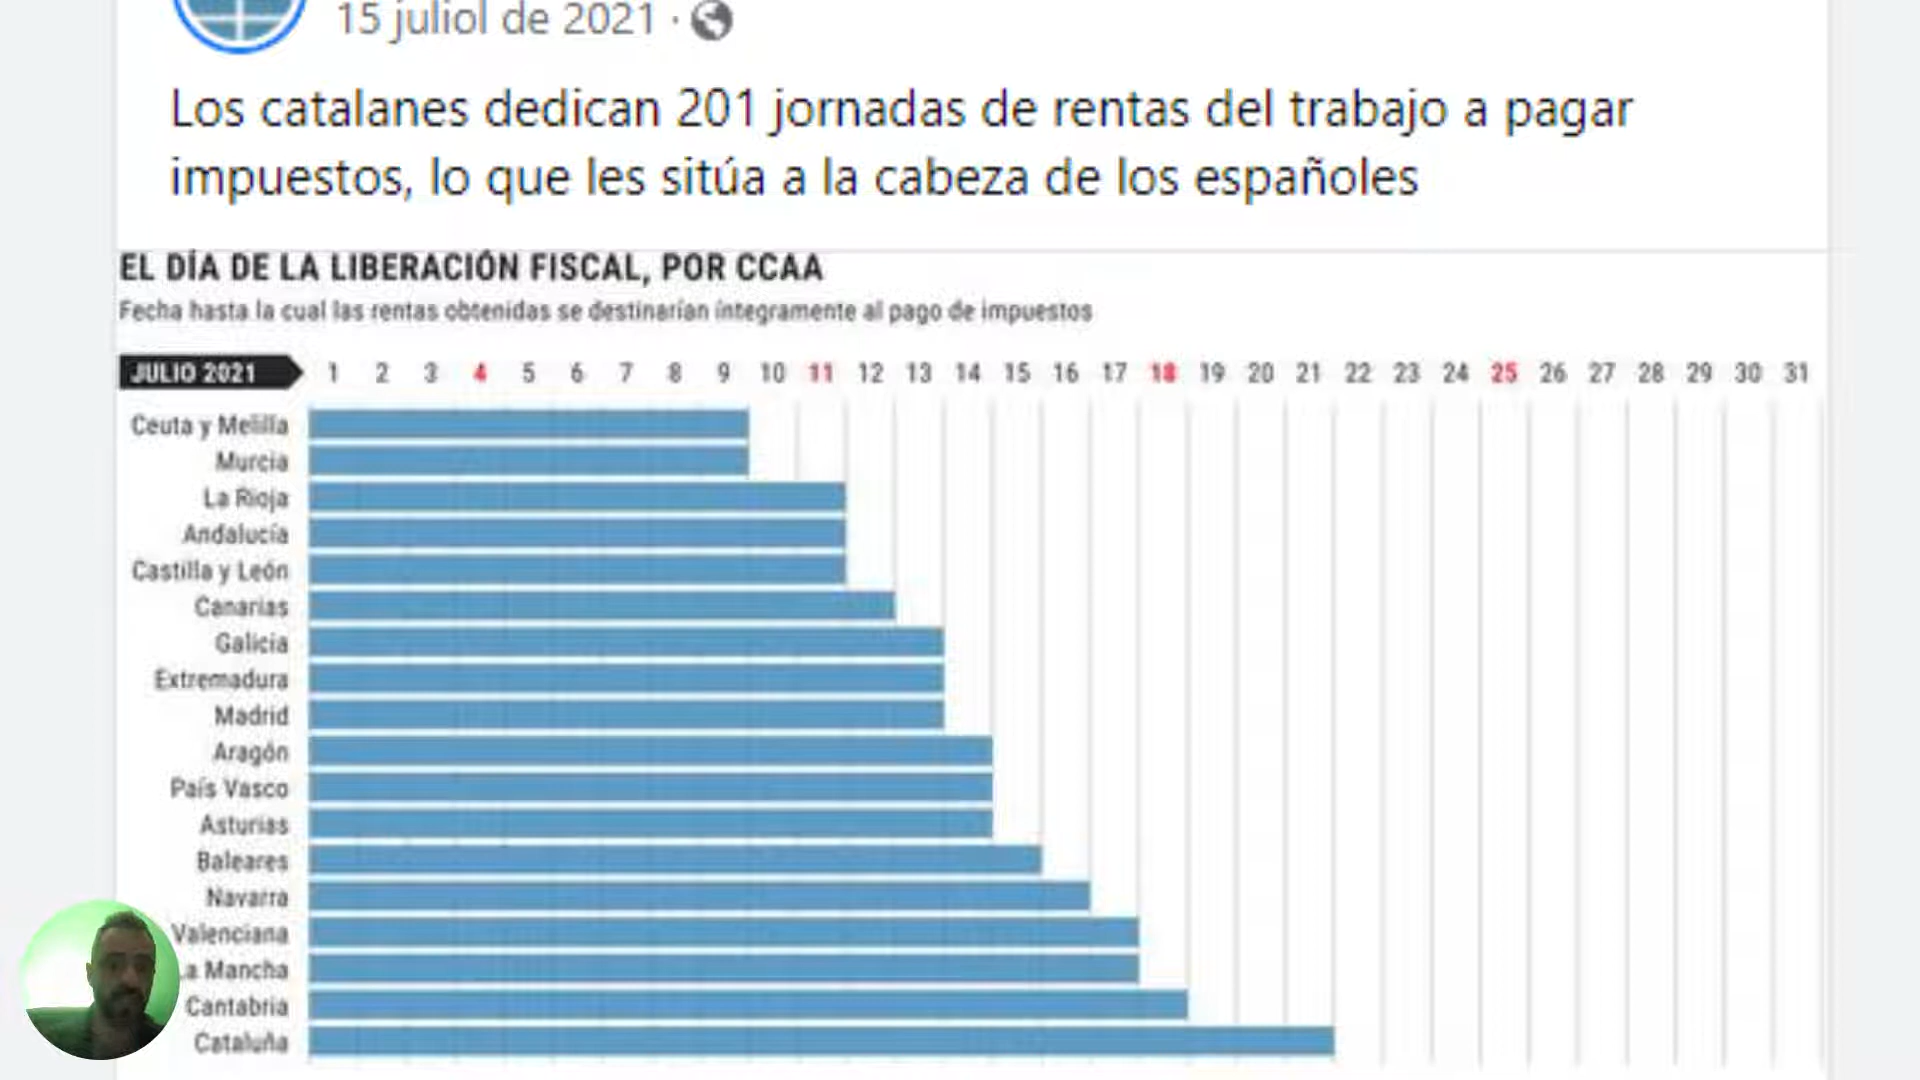 15 juliol de 2021 ·
Los catalanes dedican 201 jornadas de rentas del trabajo a pagar
impuestos, lo que les sitúa a la cabeza de los españoles
EL DÍA DE LA LIBERACIÓN FISCAL, POR CCAA
Fecha hasta la cual las rentas obtenidas se destinarían íntegramente al pago de impuestos
JULIO 2021 1 2 3 4 5 6 7 8 9 10 11 12 13 14 15 16 17 18 19 20 21 22 23 24 25 26 27 28 29 30 31
Ceuta y Melilla
Murcia
La Rioja
Andalucía
Castilla y León
Canarias
Galicia
Extremadura
Madrid
Aragón
País Vasco
Asturias
Baleares
Navarra
Valenciana
La Mancha
Cantabria
Cataluña